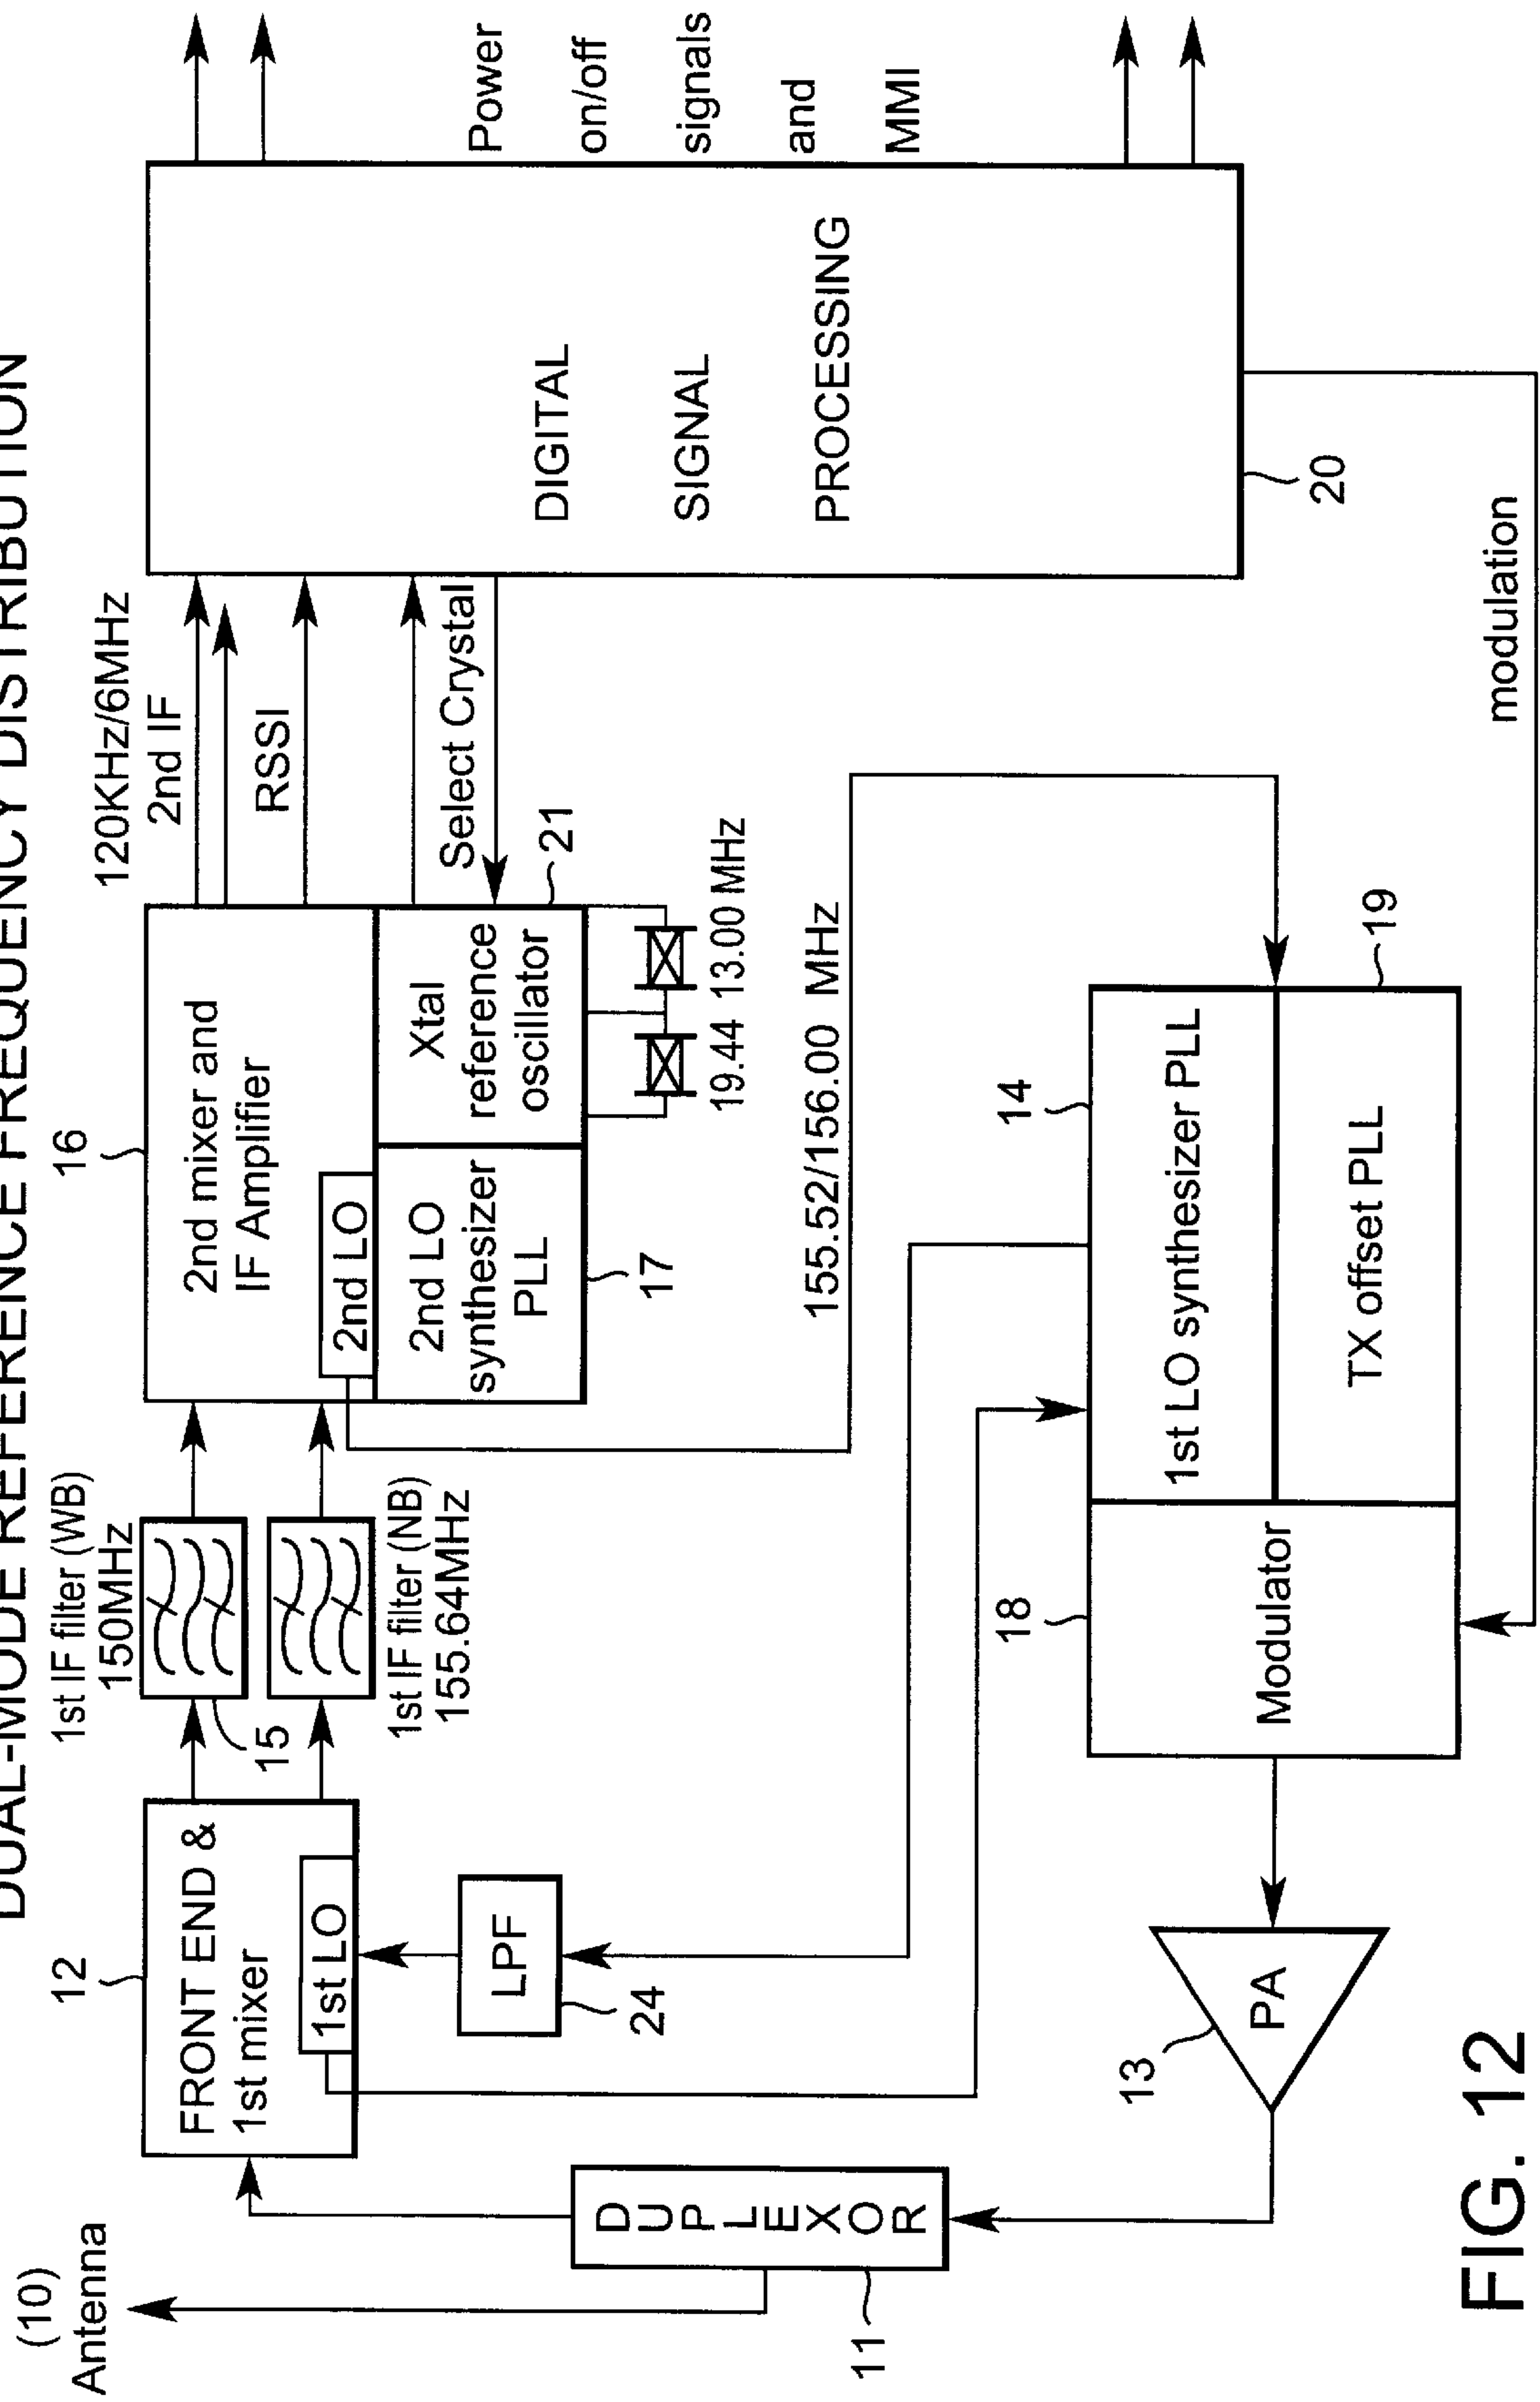 DUAL-MODE REFERENCE FREQUENCY DISTRIBUTION
(10)
Antenna
11
DUPLEXOR
12
FRONT END &
1st mixer
1st LO
LPF
24
1st IF filter (WB)
150MHz
15
1st IF filter (NB)
155.64MHz
16
2nd mixer and
IF Amplifier
2nd LO
2nd LO
synthesizer
PLL
17
Xtal
reference
oscillator
21
19.44 13.00 MHz
120KHz/6MHz
2nd IF
RSSI
Select Crystal
DIGITAL
SIGNAL
PROCESSING
20
Power
on/off
signals
and
MMI
155.52/156.00 MHz
14
1st LO synthesizer PLL
TX offset PLL
19
18
Modulator
modulation
13
PA
FIG. 12